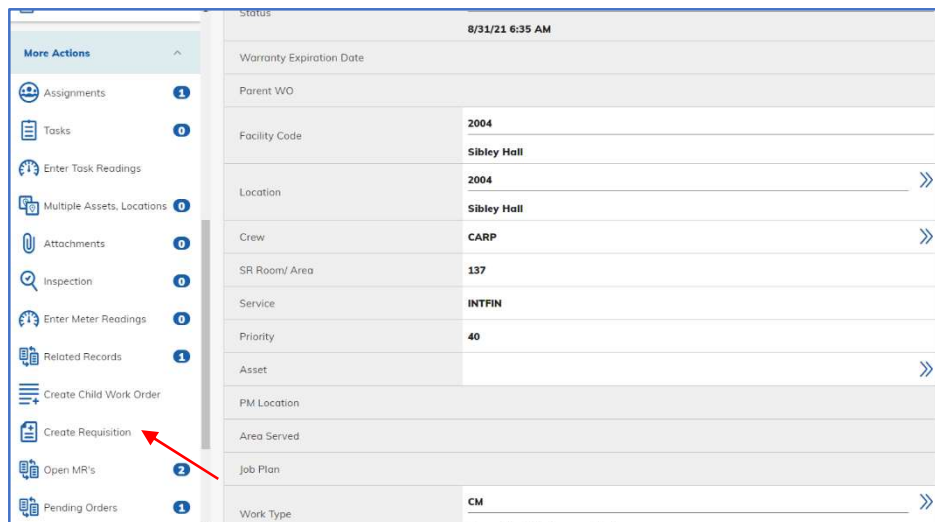 More Actions
Assignments 1
Tasks 0
Enter Task Readings
Multiple Assets, Locations 0
Attachments 0
Inspection 0
Enter Meter Readings 0
Related Records 1
Create Child Work Order
Create Requisition
Open MR's 2
Pending Orders 1
Status
8/31/21 6:35 AM
Warranty Expiration Date
Parent WO
Facility Code 2004
Sibley Hall
Location 2004
Sibley Hall
Crew CARP
SR Room/ Area 137
Service INTFIN
Priority 40
Asset
PM Location
Area Served
Job Plan
Work Type CM